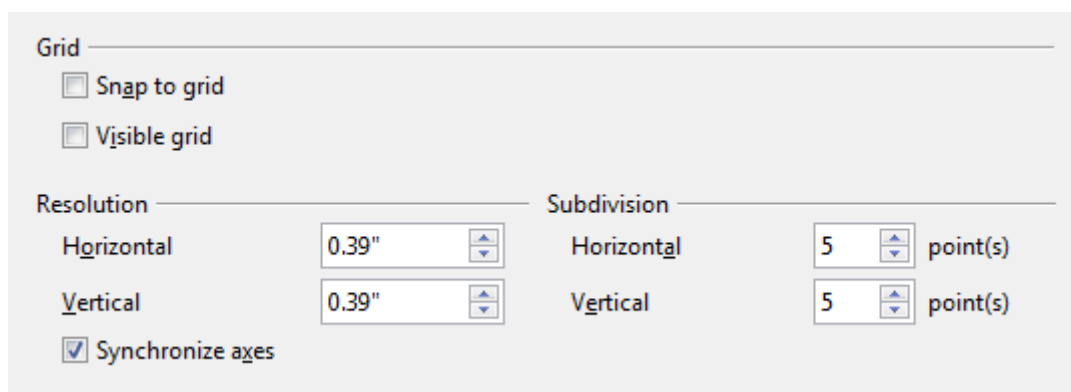 Grid
Snap to grid
Visible grid
Resolution
Horizontal 0.39"
Vertical 0.39"
Synchronize axes
Subdivision
Horizontal 5 point(s)
Vertical 5 point(s)